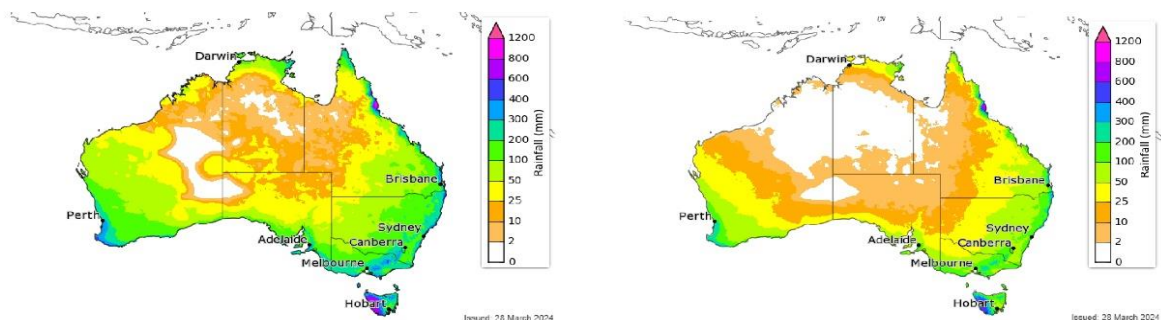 Darwin
Brisbane
Perth
Sydney
Adelaide
Canberra
Melbourne
Hobart
1200
800
600
400
300
200
100
50
25
10
2
0
Rainfall (mm)
Issued: 28 March 2024
Darwin
Brisbane
Perth
Sydney
Adelaide
Canberra
Melbourne
Hobart
1200
800
600
400
300
200
100
50
25
10
2
0
Rainfall (mm)
Issued: 28 March 2024